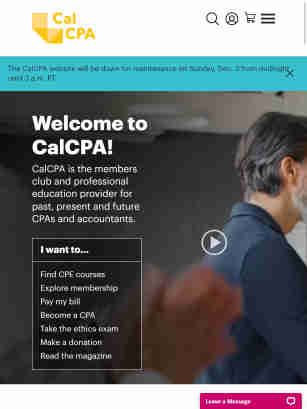 Cal
CPA
The CalCPA website will be down for maintenance on Sunday, Dec. 3 from midnight
until 3 a.m. PT.
Welcome to
CalCPA!
CalCPA is the members
club and professional
education provider for
past, present and future
CPAs and accountants.
I want to...
Find CPE courses
Explore membership
Pay my bill
Become a CPA
Take the ethics exam
Make a donation
Read the magazine
Leave a Message